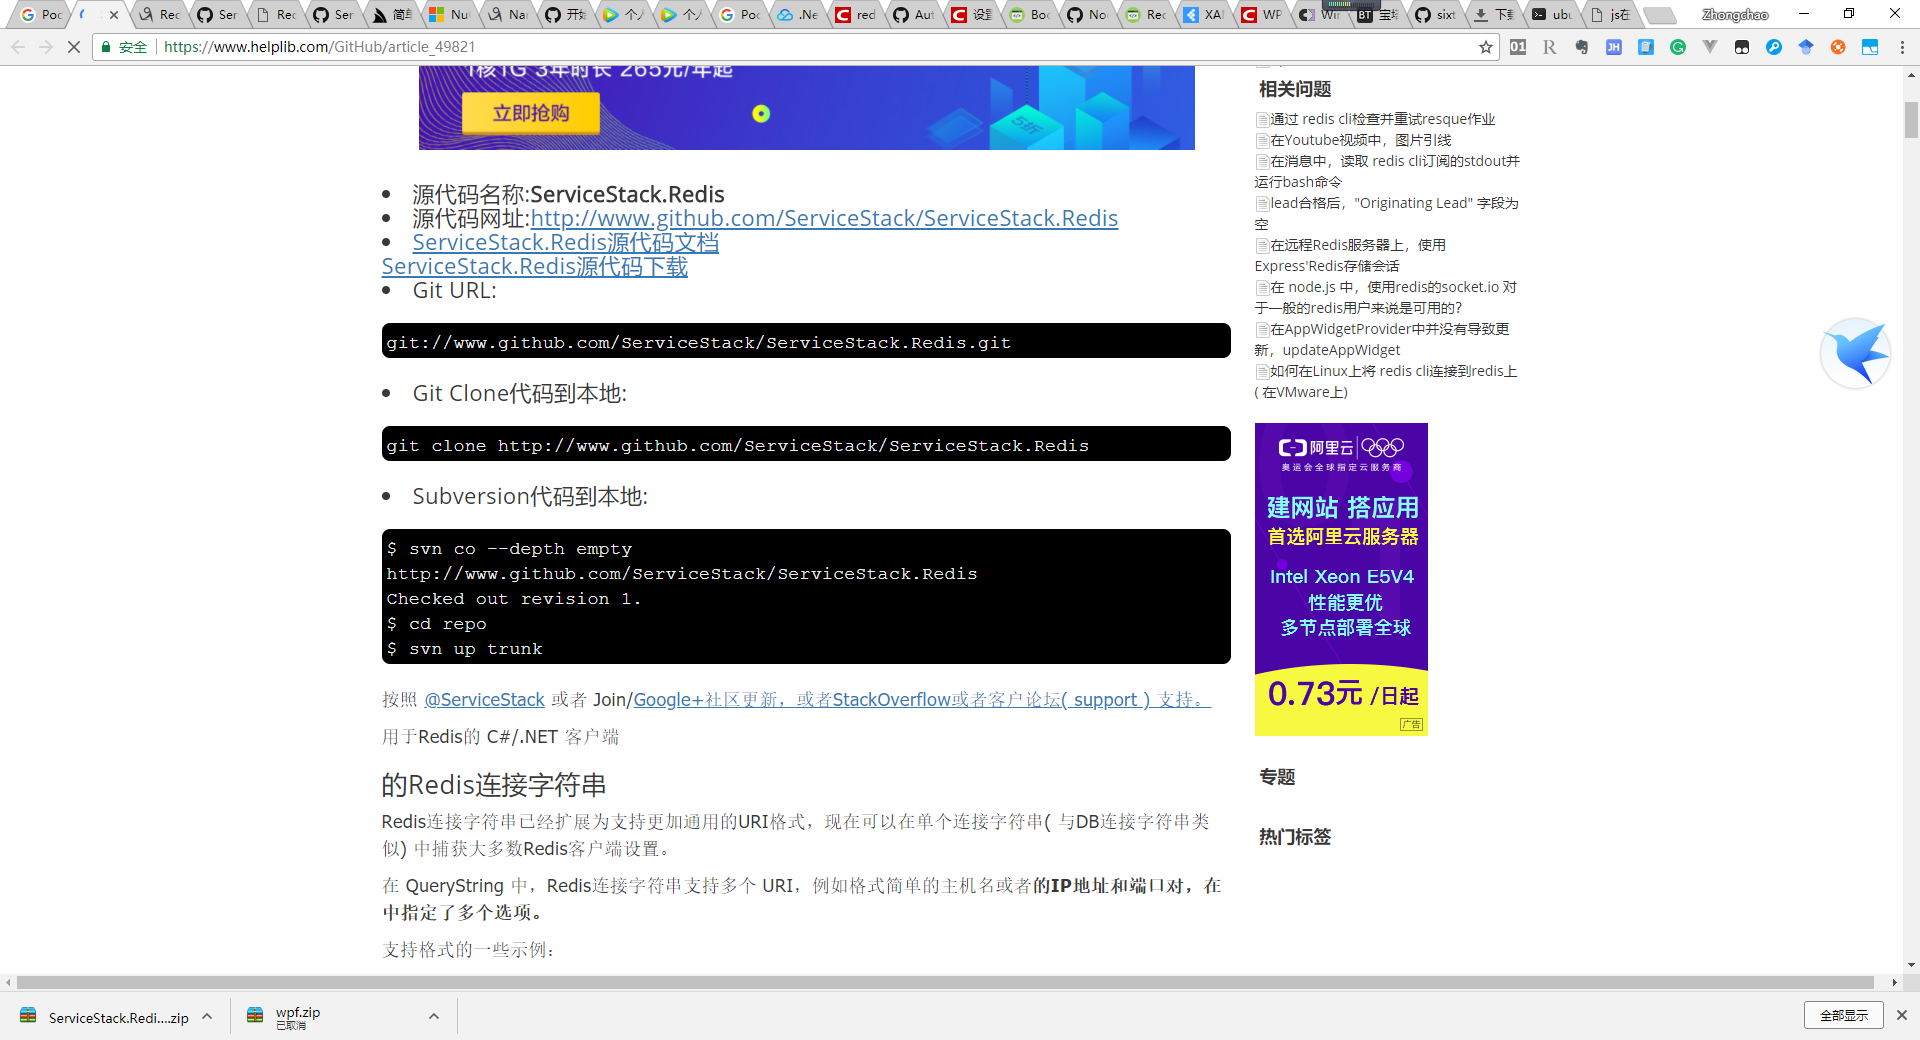 Poc
Rec
Ser
Rec
Ser
简单
Nu
Nar
开始
个人
个人
Poc
.Ne
red
Aut
设置
Boc
Noc
Rec
XAI
WP
Wir
宝塔
sixt
下载
ubu
js在
Zhongchao
安全
https://www.helplib.com/GitHub/article_49821
1核1G 3年时长 265元/年起
立即抢购
5折
源代码名称:ServiceStack.Redis
源代码网址:http://www.github.com/ServiceStack/ServiceStack.Redis
ServiceStack.Redis源代码文档
ServiceStack.Redis源代码下载
Git URL:
git://www.github.com/ServiceStack/ServiceStack.Redis.git
Git Clone代码到本地:
git clone http://www.github.com/ServiceStack/ServiceStack.Redis
Subversion代码到本地:
$ svn co --depth empty
http://www.github.com/ServiceStack/ServiceStack.Redis
Checked out revision 1.
$ cd repo
$ svn up trunk
按照 @ServiceStack 或者 Join/Google+社区更新，或者StackOverflow或者客户论坛( support ) 支持。
用于Redis的 C#/.NET 客户端
的Redis连接字符串
Redis连接字符串已经扩展为支持更加通用的URI格式，现在可以在单个连接字符串( 与DB连接字符串类
似) 中捕获大多数Redis客户端设置。
在 QueryString 中，Redis连接字符串支持多个 URI，例如格式简单的主机名或者的IP地址和端口对，在
中指定了多个选项。
支持格式的一些示例：
相关问题
通过 redis cli检查并重试resque作业
在Youtube视频中，图片引线
在消息中，读取 redis cli订阅的stdout并
运行bash命令
lead合格后，"Originating Lead" 字段为
空
在远程Redis服务器上，使用
Express'Redis存储会话
在 node.js 中，使用redis的socket.io 对
于一般的redis用户来说是可用的?
在AppWidgetProvider中并没有导致更
新，updateAppWidget
如何在Linux上将 redis cli连接到redis上
( 在VMware上)
阿里云
奥运会全球指定云服务商
建网站 搭应用
首选阿里云服务器
Intel Xeon E5V4
性能更优
多节点部署全球
0.73元 /日起
广告
专题
热门标签
ServiceStack.Redi....zip
wpf.zip
已取消
全部显示